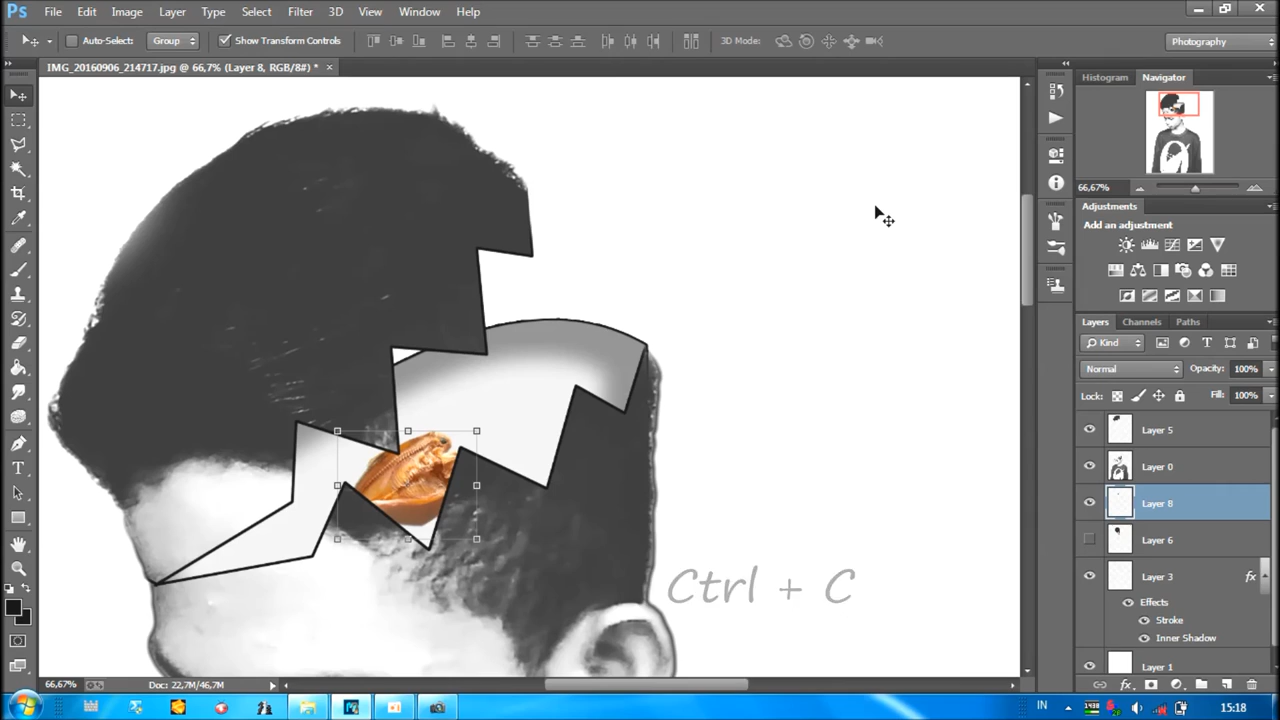 Ps File Edit Image Layer Type Select Filter 3D View Window Help
Auto-Select: Group Show Transform Controls 3D Mode: Photography
IMG_20160906_214717.jpg @ 66,7% (Layer 8, RGB/8#) * ×
Histogram Navigator
66,67%
Adjustments
Add an adjustment
Layers Channels Paths
Kind
Normal Opacity: 100%
Lock: Fill: 100%
Layer 5
Layer 0
Layer 8
Layer 6
Layer 3 fx
Effects
Stroke
Inner Shadow
Layer 1
Ctrl + C
66,67% Doc: 22,7M/46,7M
IN 15:18